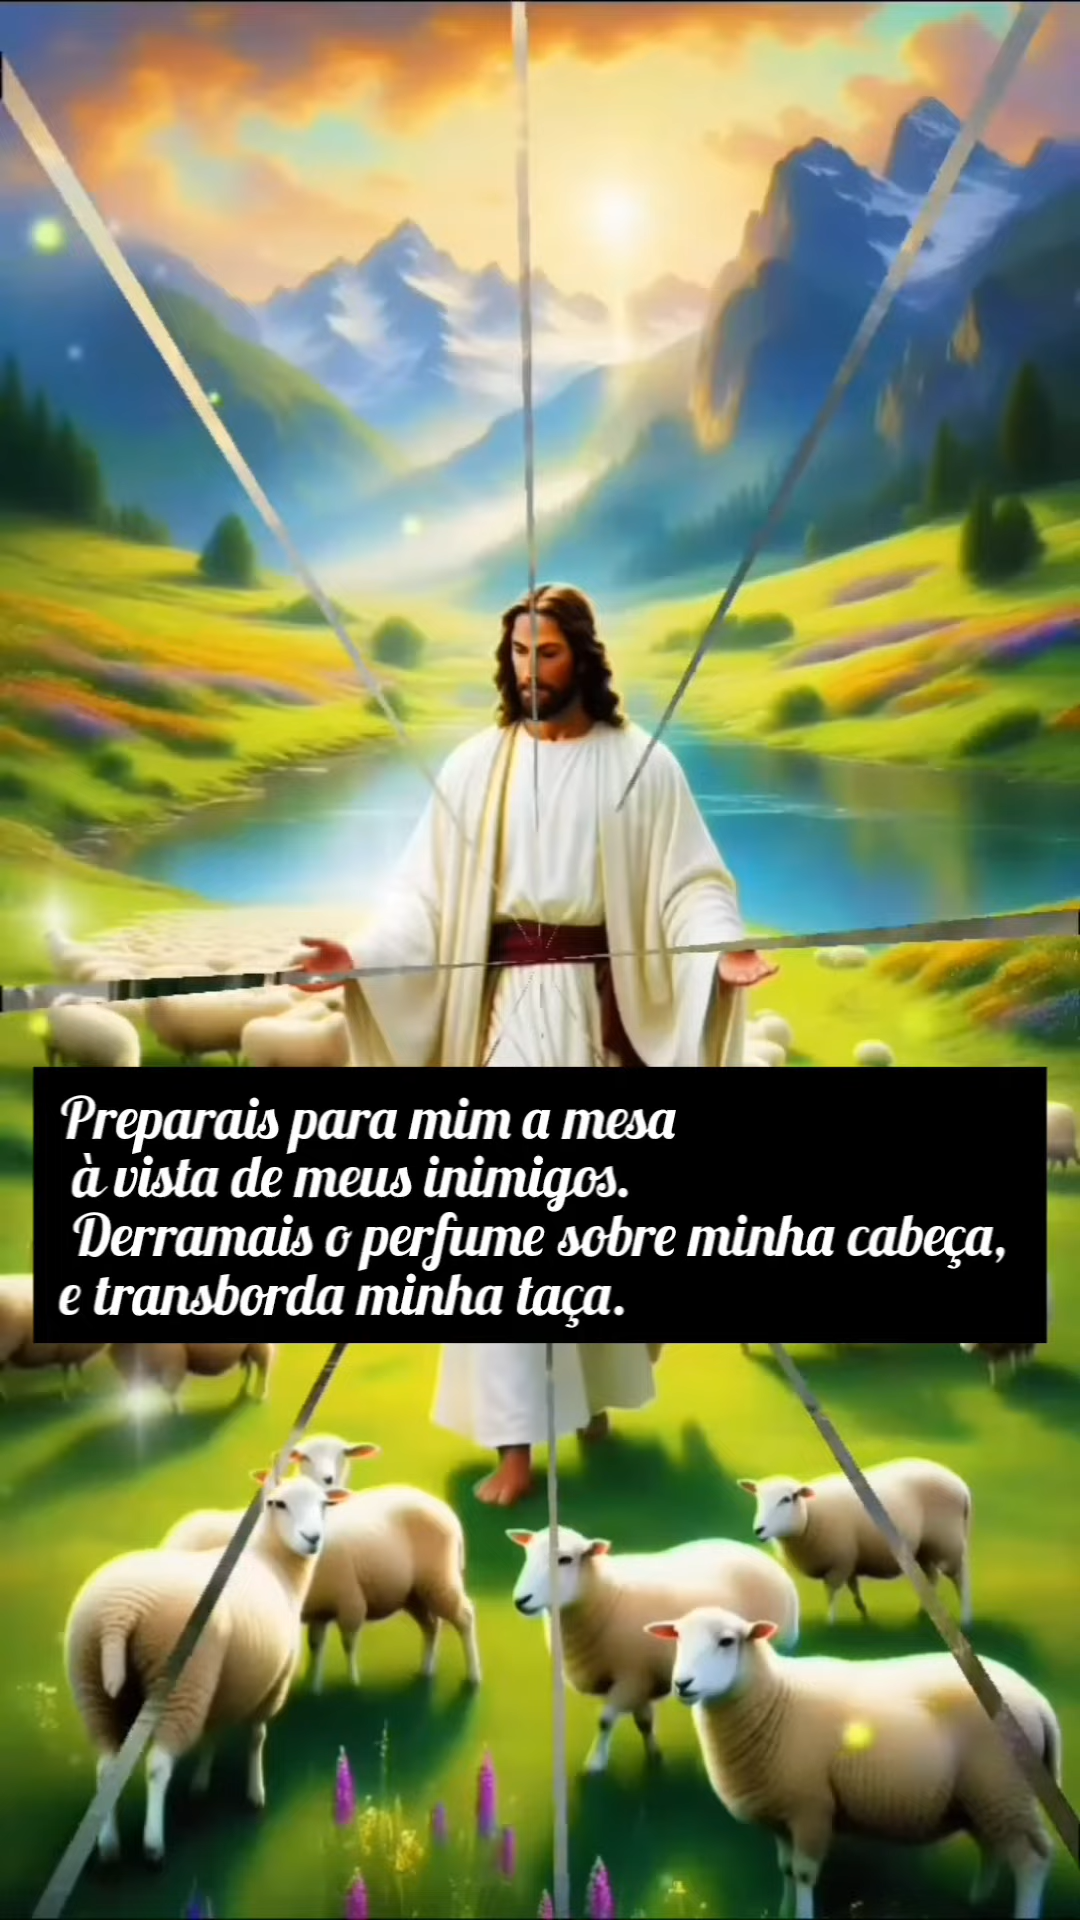 Preparais para mim a mesa
à vista de meus inimigos.
Derramais o perfume sobre minha cabeça,
e transborda minha taça.